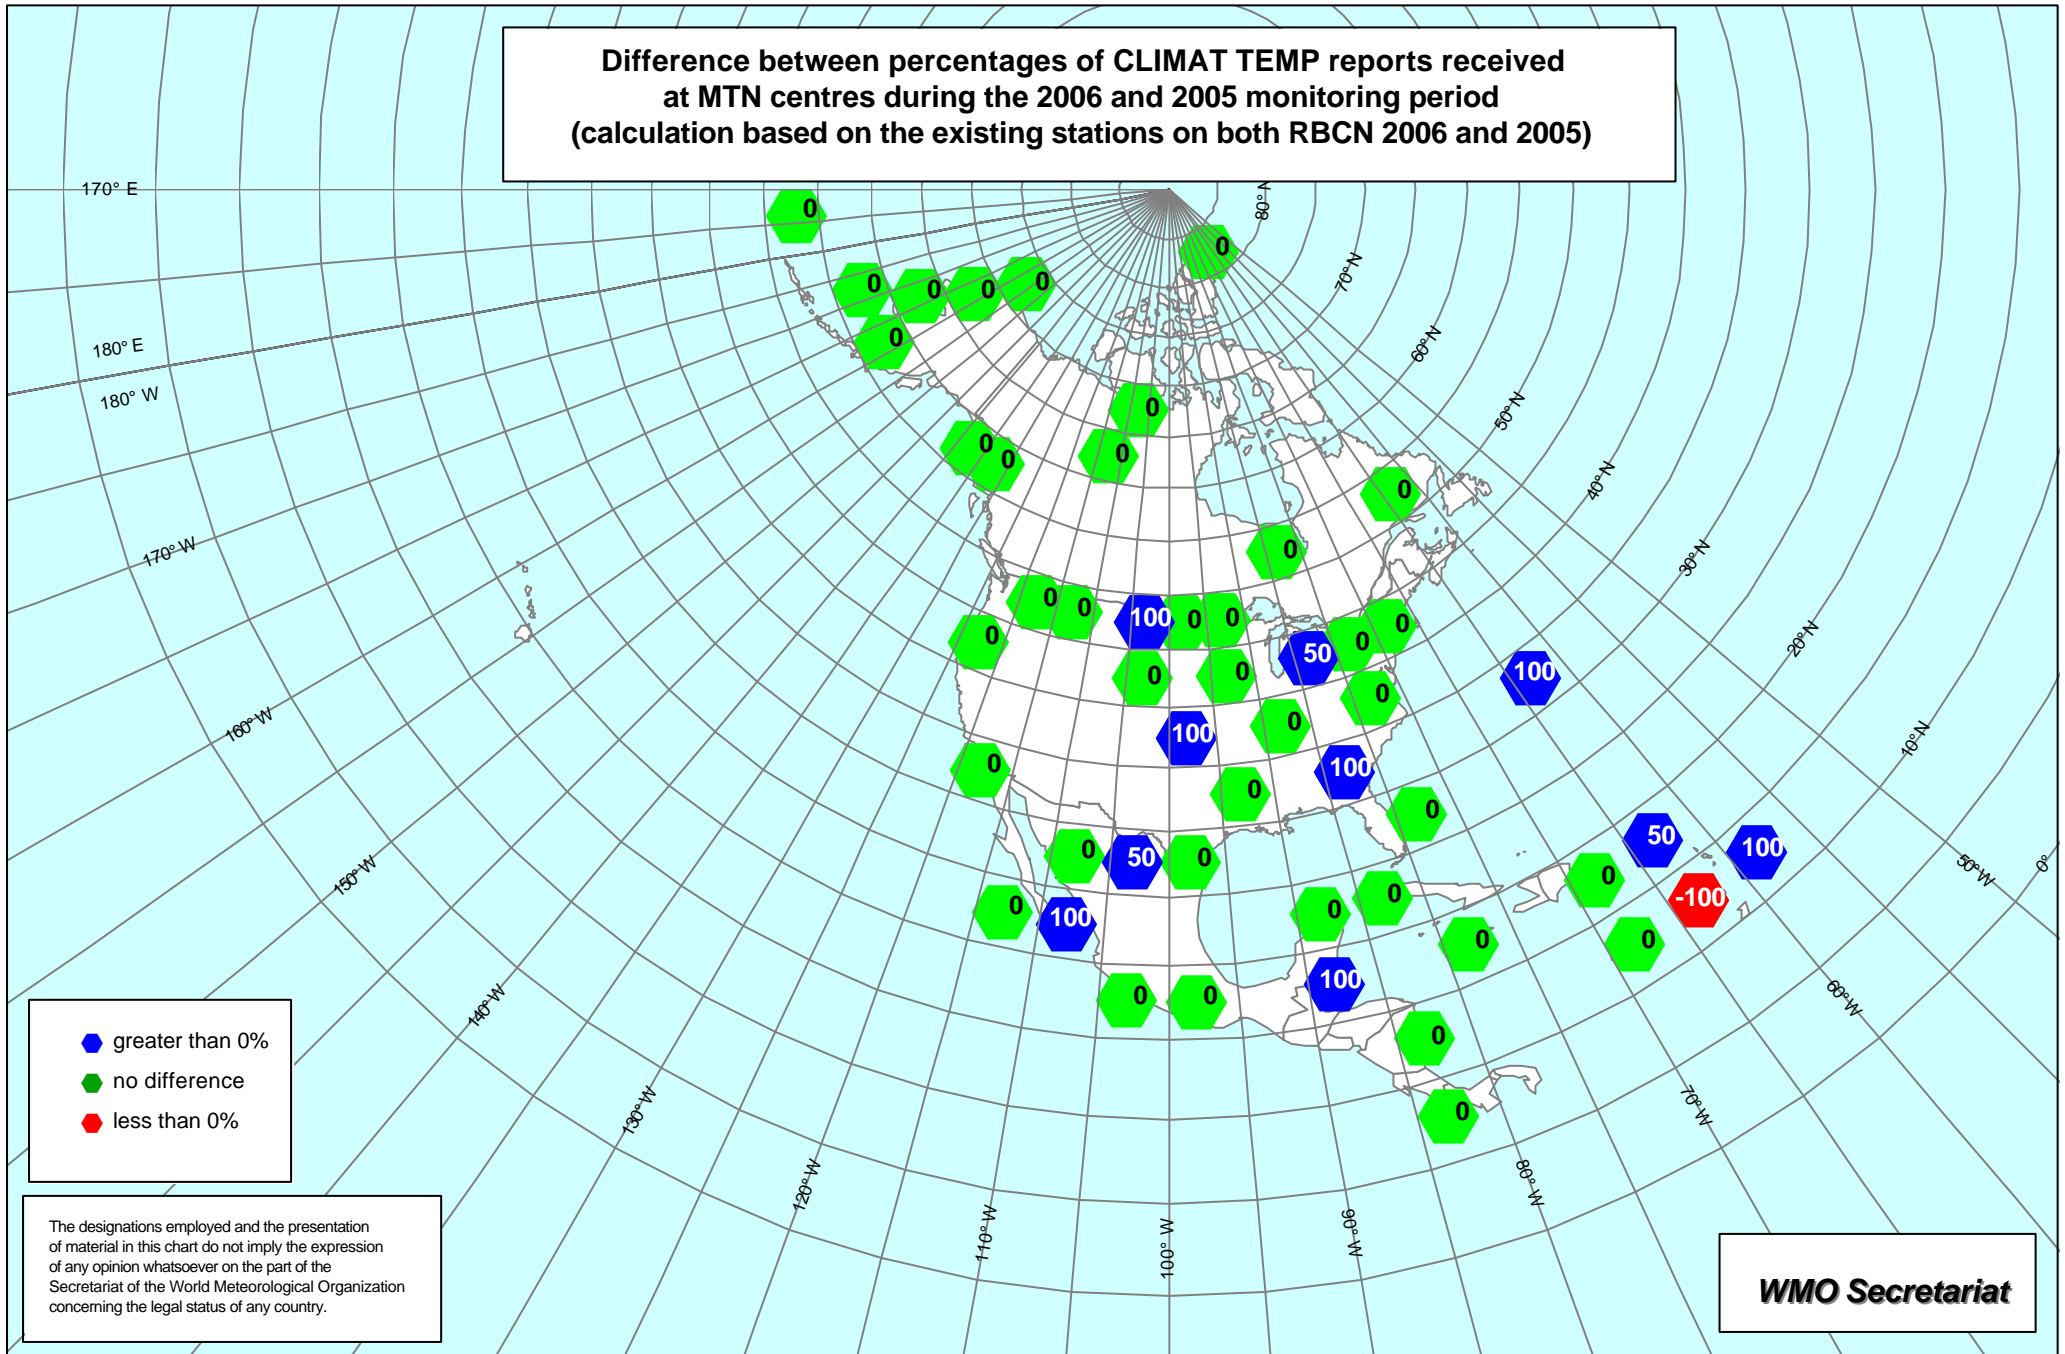 Difference between percentages of CLIMAT TEMP reports received
at MTN centres during the 2006 and 2005 monitoring period
(calculation based on the existing stations on both RBCN 2006 and 2005)
170° E
80° N
0
0
0
0
0
0
0
70° N
60° N
180° E
180° W
0
0
50° N
0
0
0
0
40° N
0
170° W
30° N
0
0
100
0
0
0
0
50
0
0
20° N
0
0
100
0
0
160° W
100
10° N
0
100
0
0
50
100
0
50
0
0
150° W
50° W
0°
-100
0
100
0
0
0
0
100
0
0
140° W
60° W
0
130° W
0
70° W
120° W
80° W
110° W
100° W
90° W
greater than 0%
no difference
less than 0%
The designations employed and the presentation
of material in this chart do not imply the expression
of any opinion whatsoever on the part of the
Secretariat of the World Meteorological Organization
concerning the legal status of any country.
WMO Secretariat